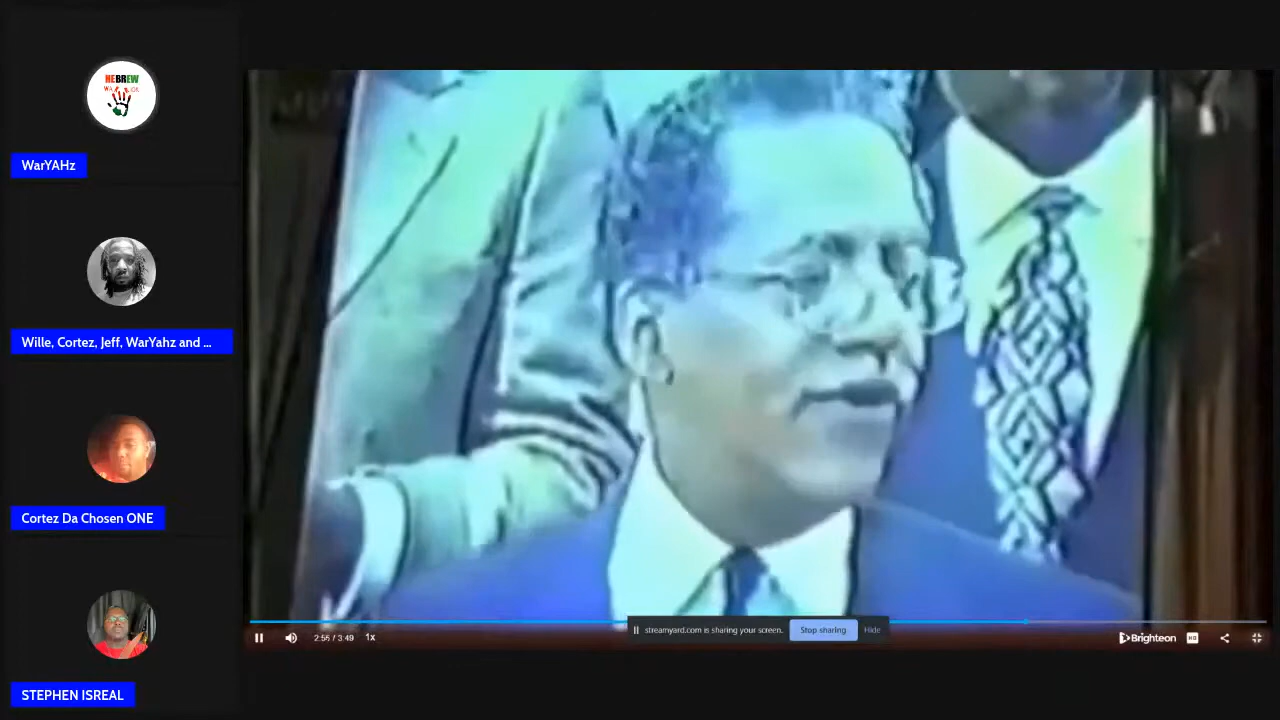 HEBREW
WarYAHz
Wille, Cortez, Jeff, WarYahz and ...
Cortez Da Chosen ONE
STEPHEN ISREAL
streamyard.com is sharing your screen.
Stop sharing
Hide
2:56 / 3:49
1x
Brighteon